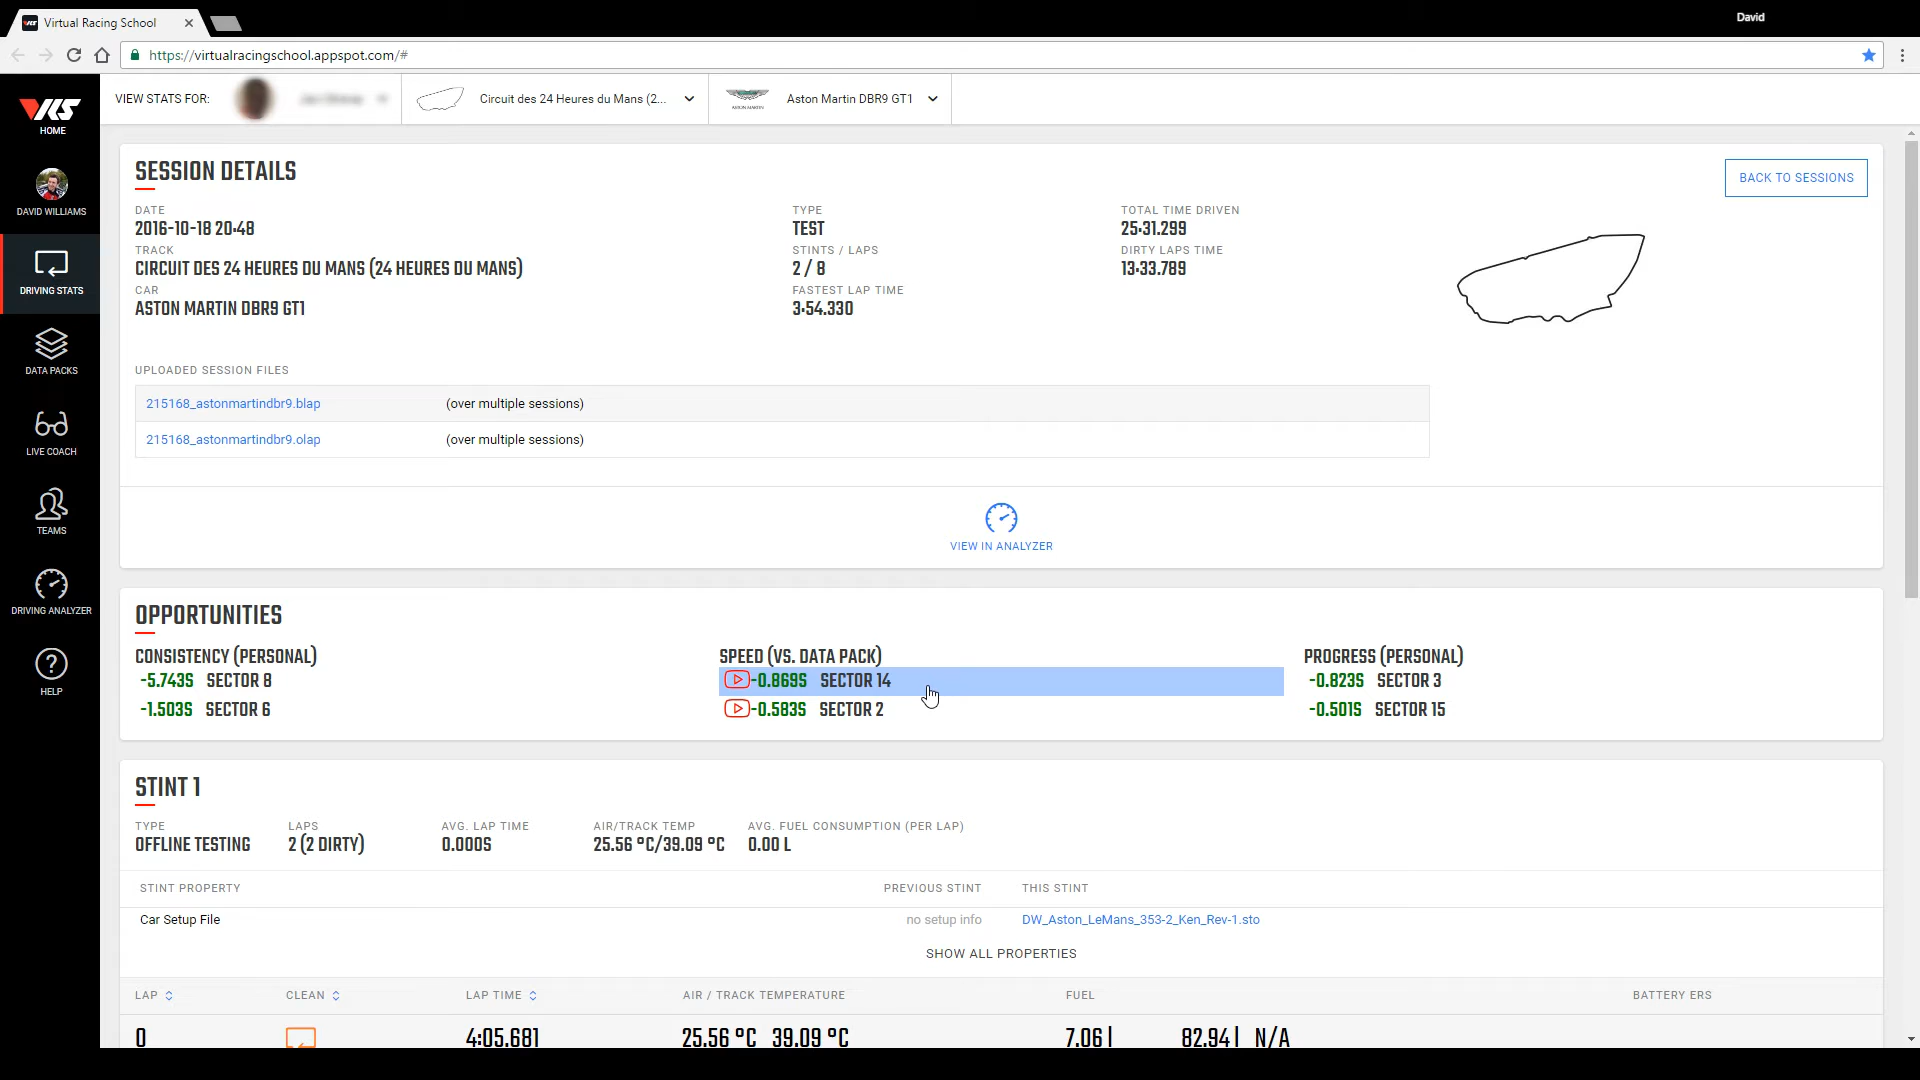 Virtual Racing School
David
https://virtualracingschool.appspot.com/#
VIEW STATS FOR:
Circuit des 24 Heures du Mans (2...
ASTON MARTIN
Aston Martin DBR9 GT1
VRS
HOME
DAVID WILLIAMS
DRIVING STATS
DATA PACKS
LIVE COACH
TEAMS
DRIVING ANALYZER
HELP
SESSION DETAILS
BACK TO SESSIONS
DATE
2016-10-18 20:48
TRACK
CIRCUIT DES 24 HEURES DU MANS (24 HEURES DU MANS)
CAR
ASTON MARTIN DBR9 GT1
TYPE
TEST
STINTS / LAPS
2 / 8
FASTEST LAP TIME
3:54.330
TOTAL TIME DRIVEN
25:31.299
DIRTY LAPS TIME
13:33.789
UPLOADED SESSION FILES
215168_astonmartindbr9.blap (over multiple sessions)
215168_astonmartindbr9.olap (over multiple sessions)
VIEW IN ANALYZER
OPPORTUNITIES
CONSISTENCY (PERSONAL)
-5.743S SECTOR 8
-1.503S SECTOR 6
SPEED (VS. DATA PACK)
-0.869S SECTOR 14
-0.583S SECTOR 2
PROGRESS (PERSONAL)
-0.823S SECTOR 3
-0.501S SECTOR 15
STINT 1
TYPE
OFFLINE TESTING
LAPS
2 (2 DIRTY)
AVG. LAP TIME
0.000S
AIR/TRACK TEMP
25.56 °C/39.09 °C
AVG. FUEL CONSUMPTION (PER LAP)
0.00 L
STINT PROPERTY PREVIOUS STINT THIS STINT
Car Setup File no setup info DW_Aston_LeMans_353-2_Ken_Rev-1.sto
SHOW ALL PROPERTIES
LAP CLEAN LAP TIME AIR / TRACK TEMPERATURE FUEL BATTERY ERS
0 4:05.681 25.56 °C 39.09 °C 7.06 l 82.94 l N/A